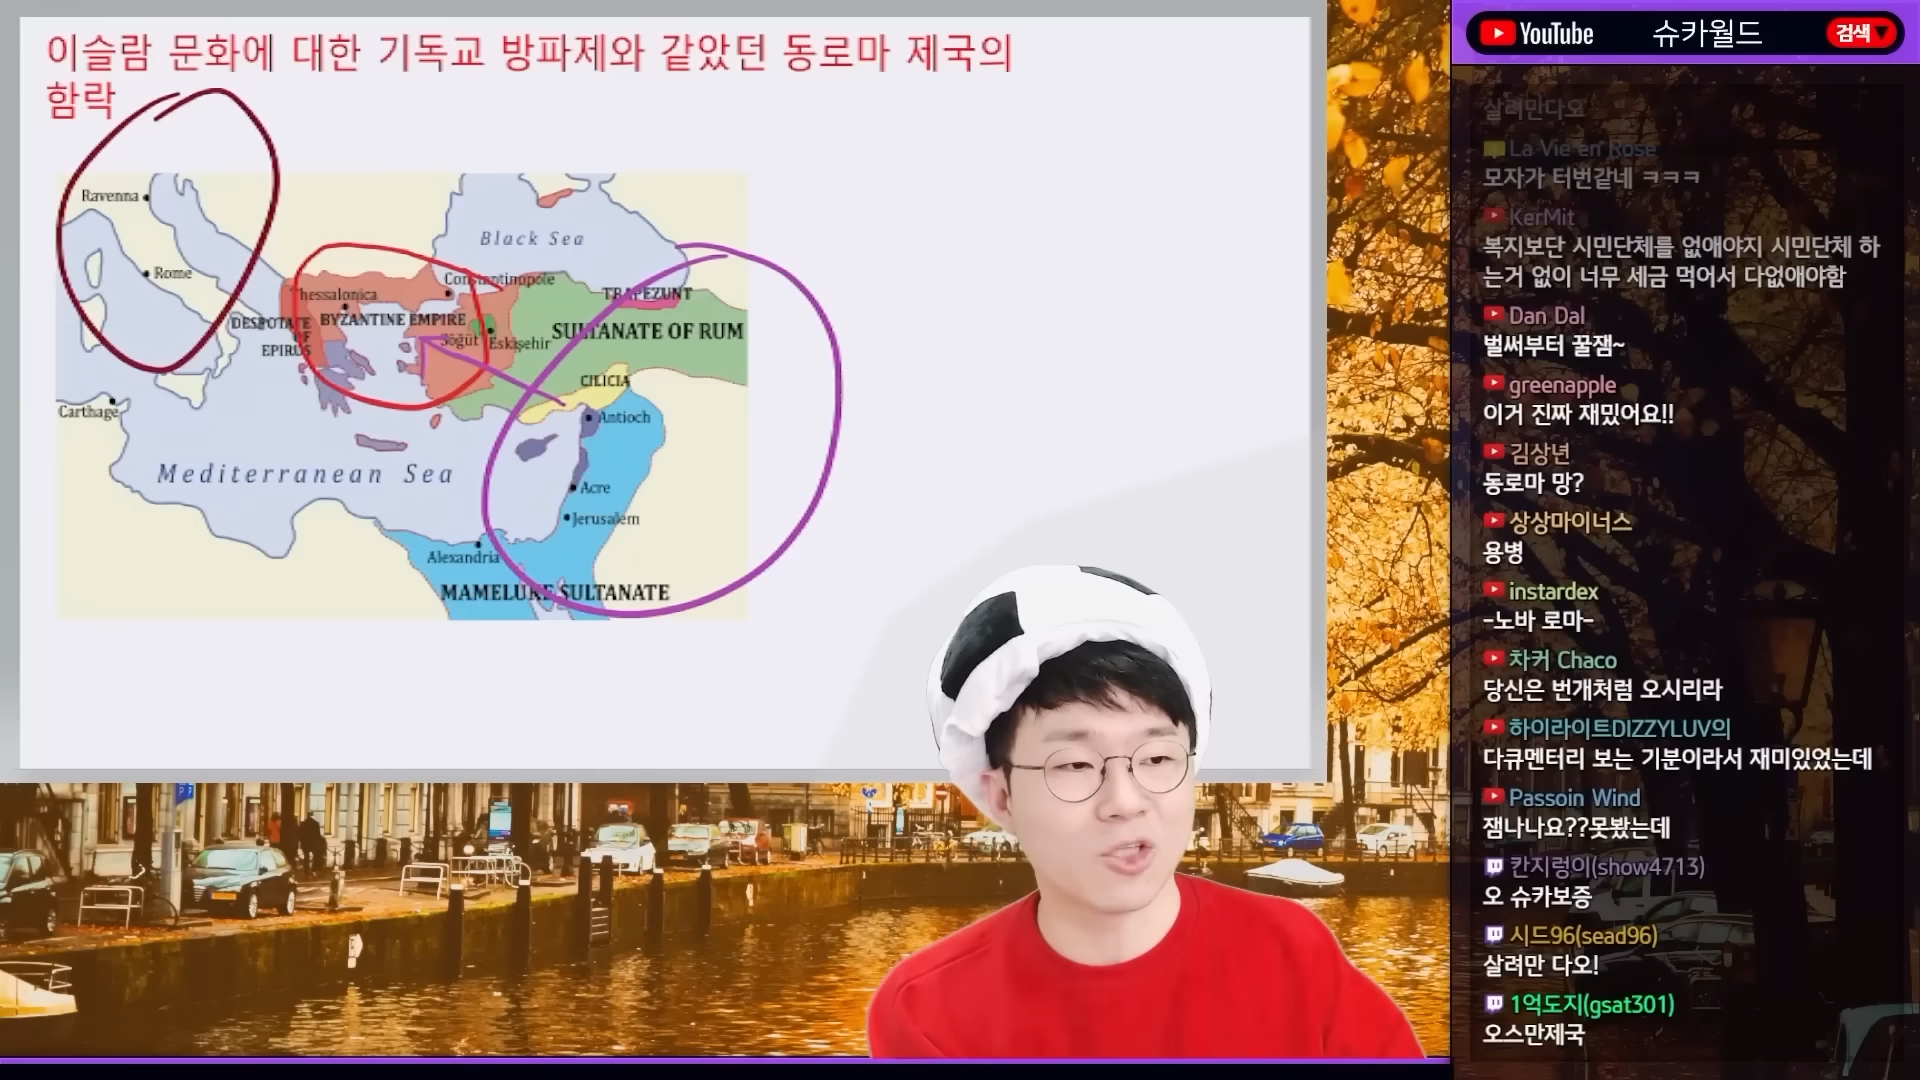 이슬람 문화에 대한 기독교 방파제와 같았던 동로마 제국의
함락
Ravenna
Rome
Black Sea
Constantinople
Thessalonica
TRAPEZUNT
DESPOTATE
OF
EPIRUS
BYZANTINE EMPIRE
SULTANATE OF RUM
Söğüt
Eskişehir
CILICIA
Carthage
Antioch
Mediterranean Sea
Acre
Jerusalem
Alexandria
MAMELUKE SULTANATE
P
YouTube
슈카월드
검색
살려만다오
La Vie en Rose
모자가 터번같네 ㅋㅋㅋ
KerMit
복지보단 시민단체를 없애야지 시민단체 하
는거 없이 너무 세금 먹어서 다없애야함
Dan Dal
벌써부터 꿀잼~
greenapple
이거 진짜 재밌어요!!
김상년
동로마 망?
상상마이너스
용병
instardex
-노바 로마-
차커 Chaco
당신은 번개처럼 오시리라
하이라이트DIZZYLUV의
다큐멘터리 보는 기분이라서 재미있었는데
Passoin Wind
잼나나요??못봤는데
칸지렁이(show4713)
오 슈카보증
시드96(sead96)
살려만 다오!
1억도지(gsat301)
오스만제국